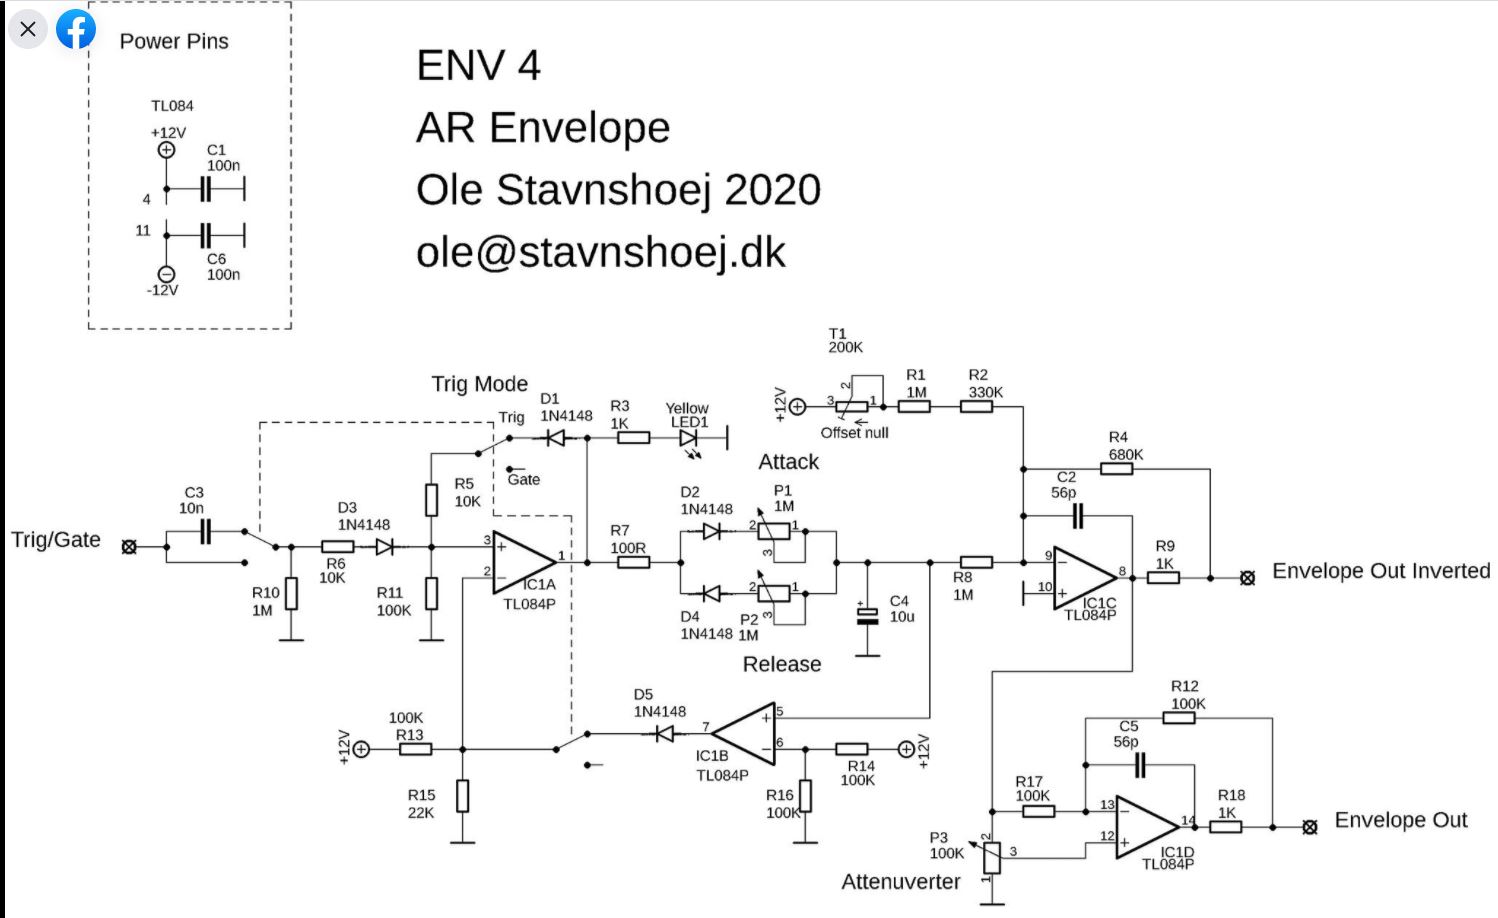 Power Pins
TL084
+12V
C1
100n
4
11
C6
100n
-12V
ENV 4
AR Envelope
Ole Stavnshoej 2020
ole@stavnshoej.dk
T1
200K
+12V
3
2
1
Offset null
R1
1M
R2
330K
R4
680K
C2
56p
Trig Mode
Trig
Gate
D1
1N4148
R3
1K
Yellow
LED1
Attack
C3
10n
Trig/Gate
D3
1N4148
R5
10K
R6
10K
R10
1M
R11
100K
3
2
1
IC1A
TL084P
R7
100R
D2
1N4148
P1
1M
2
1
3
D4
1N4148
P2
1M
2
1
3
Release
C4
10u
R8
1M
9
10
8
IC1C
TL084P
R9
1K
Envelope Out Inverted
100K
R13
+12V
R15
22K
D5
1N4148
7
5
6
IC1B
TL084P
R14
100K
+12V
R16
100K
R12
100K
C5
56p
R17
100K
13
12
14
IC1D
TL084P
R18
1K
Envelope Out
P3
100K
2
3
1
Attenuverter